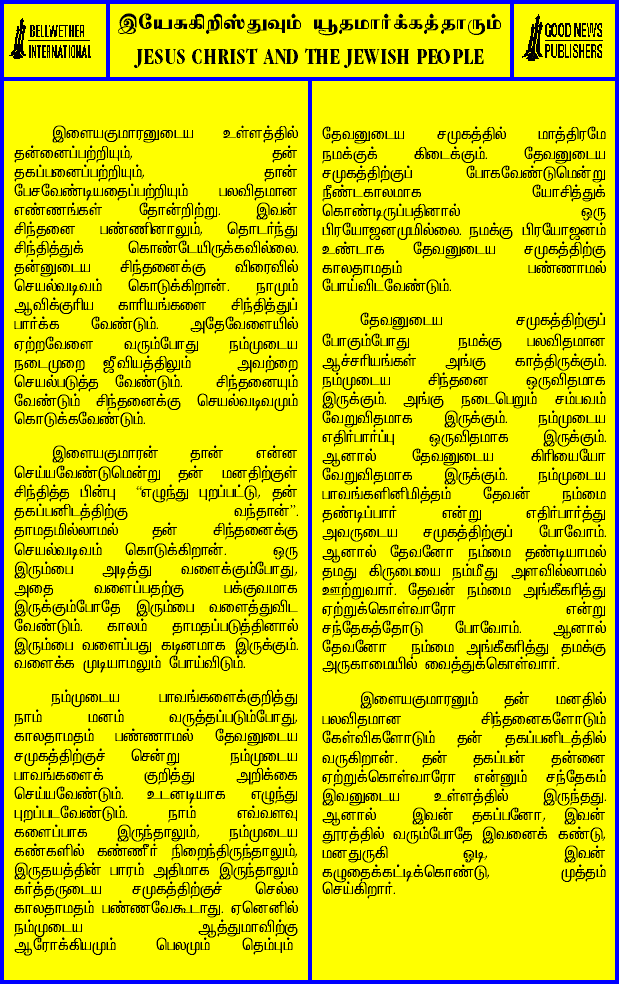 BELLWETHER
INTERNATIONAL
இயேசுகிறிஸ்துவும் யூதமார்க்கத்தாரும்
JESUS CHRIST AND THE JEWISH PEOPLE
GOOD NEWS
PUBLISHERS
இளையகுமாரனுடைய உள்ளத்தில்
தன்னைப்பற்றியும், தன்
தகப்பனைப்பற்றியும், தான்
பேசவேண்டியதைப்பற்றியும் பலவிதமான
எண்ணங்கள் தோன்றிற்று. இவன்
சிந்தனை பண்ணினாலும், தொடர்ந்து
சிந்தித்துக் கொண்டேயிருக்கவில்லை.
தன்னுடைய சிந்தனைக்கு விரைவில்
செயல்வடிவம் கொடுக்கிறான். நாமும்
ஆவிக்குரிய காரியங்களை சிந்தித்துப்
பார்க்க வேண்டும். அதேவேளையில்
ஏற்றவேளை வரும்போது நம்முடைய
நடைமுறை ஜீவியத்திலும் அவற்றை
செயல்படுத்த வேண்டும். சிந்தனையும்
வேண்டும் சிந்தனைக்கு செயல்வடிவமும்
கொடுக்கவேண்டும்.
இளையகுமாரன் தான் என்ன
செய்யவேண்டுமென்று தன் மனதிற்குள்
சிந்தித்த பின்பு “எழுந்து புறப்பட்டு, தன்
தகப்பனிடத்திற்கு வந்தான்”.
தாமதமில்லாமல் தன் சிந்தனைக்கு
செயல்வடிவம் கொடுக்கிறான். ஒரு
இரும்பை அடித்து வளைக்கும்போது,
அதை வளைப்பதற்கு பக்குவமாக
இருக்கும்போதே இரும்பை வளைத்துவிட
வேண்டும். காலம் தாமதப்படுத்தினால்
இரும்பை வளைப்பது கடினமாக இருக்கும்.
வளைக்க முடியாமலும் போய்விடும்.
நம்முடைய பாவங்களைக்குறித்து
நாம் மனம் வருத்தப்படும்போது,
காலதாமதம் பண்ணாமல் தேவனுடைய
சமுகத்திற்குச் சென்று நம்முடைய
பாவங்களைக் குறித்து அறிக்கை
செய்யவேண்டும். உடனடியாக எழுந்து
புறப்படவேண்டும். நாம் எவ்வளவு
களைப்பாக இருந்தாலும், நம்முடைய
கண்களில் கண்ணீர் நிறைந்திருந்தாலும்,
இருதயத்தின் பாரம் அதிமாக இருந்தாலும்
கர்த்தருடைய சமுகத்திற்குச் செல்ல
காலதாமதம் பண்ணவேகூடாது. ஏனெனில்
நம்முடைய ஆத்துமாவிற்கு
ஆரோக்கியமும் பெலமும் தெம்பும்
தேவனுடைய சமுகத்தில் மாத்திரமே
நமக்குக் கிடைக்கும். தேவனுடைய
சமுகத்திற்குப் போகவேண்டுமென்று
நீண்டகாலமாக யோசித்துக்
கொண்டிருப்பதினால் ஒரு
பிரயோஜனமுமில்லை. நமக்கு பிரயோஜனம்
உண்டாக தேவனுடைய சமுகத்திற்கு
காலதாமதம் பண்ணாமல்
போய்விடவேண்டும்.
தேவனுடைய சமுகத்திற்குப்
போகும்போது நமக்கு பலவிதமான
ஆச்சரியங்கள் அங்கு காத்திருக்கும்.
நம்முடைய சிந்தனை ஒருவிதமாக
இருக்கும். அங்கு நடைபெறும் சம்பவம்
வேறுவிதமாக இருக்கும். நம்முடைய
எதிர்பார்ப்பு ஒருவிதமாக இருக்கும்.
ஆனால் தேவனுடைய கிரியையோ
வேறுவிதமாக இருக்கும். நம்முடைய
பாவங்களினிமித்தம் தேவன் நம்மை
தண்டிப்பார் என்று எதிர்பார்த்து
அவருடைய சமுகத்திற்குப் போவோம்.
ஆனால் தேவனோ நம்மை தண்டியாமல்
தமது கிருபையை நம்மீது அளவில்லாமல்
ஊற்றுவார். தேவன் நம்மை அங்கீகரித்து
ஏற்றுக்கொள்வாரோ என்று
சந்தேகத்தோடு போவோம். ஆனால்
தேவனோ நம்மை அங்கீகரித்து தமக்கு
அருகாமையில் வைத்துக்கொள்வார்.
இளையகுமாரனும் தன் மனதில்
பலவிதமான சிந்தனைகளோடும்
கேள்விகளோடும் தன் தகப்பனிடத்தில்
வருகிறான். தன் தகப்பன் தன்னை
ஏற்றுக்கொள்வாரோ என்னும் சந்தேகம்
இவனுடைய உள்ளத்தில் இருந்தது.
ஆனால் இவன் தகப்பனோ, இவன்
தூரத்தில் வரும்போதே இவனைக் கண்டு,
மனதுருகி ஓடி, இவன்
கழுதைக்கட்டிக்கொண்டு, முத்தம்
செய்கிறார்.